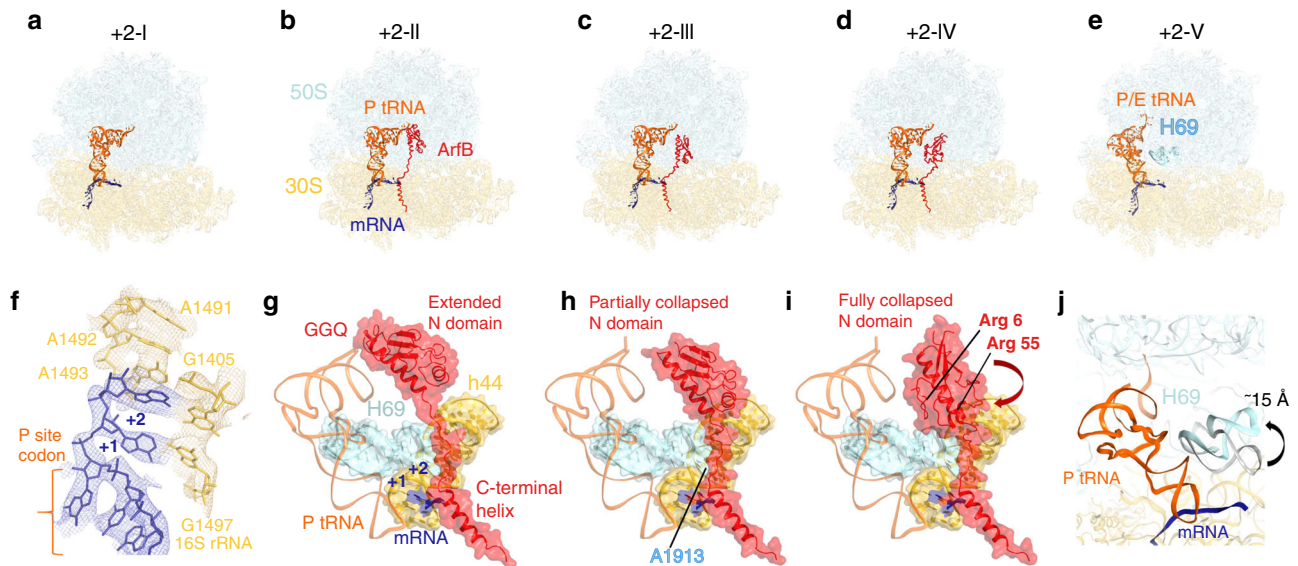 a
+2-I
b
+2-II
c
+2-III
d
+2-IV
e
+2-V
50S
P tRNA
ArfB
30S
mRNA
P/E tRNA
H69
f
A1491
A1492
A1493
G1405
+2
+1
P site
codon
G1497
16S rRNA
g
Extended
N domain
GGQ
h44
H69
+2
+1
C-terminal
helix
P tRNA
mRNA
h
Partially collapsed
N domain
A1913
i
Fully collapsed
N domain
Arg 6
Arg 55
j
H69
~15 Å
P tRNA
mRNA